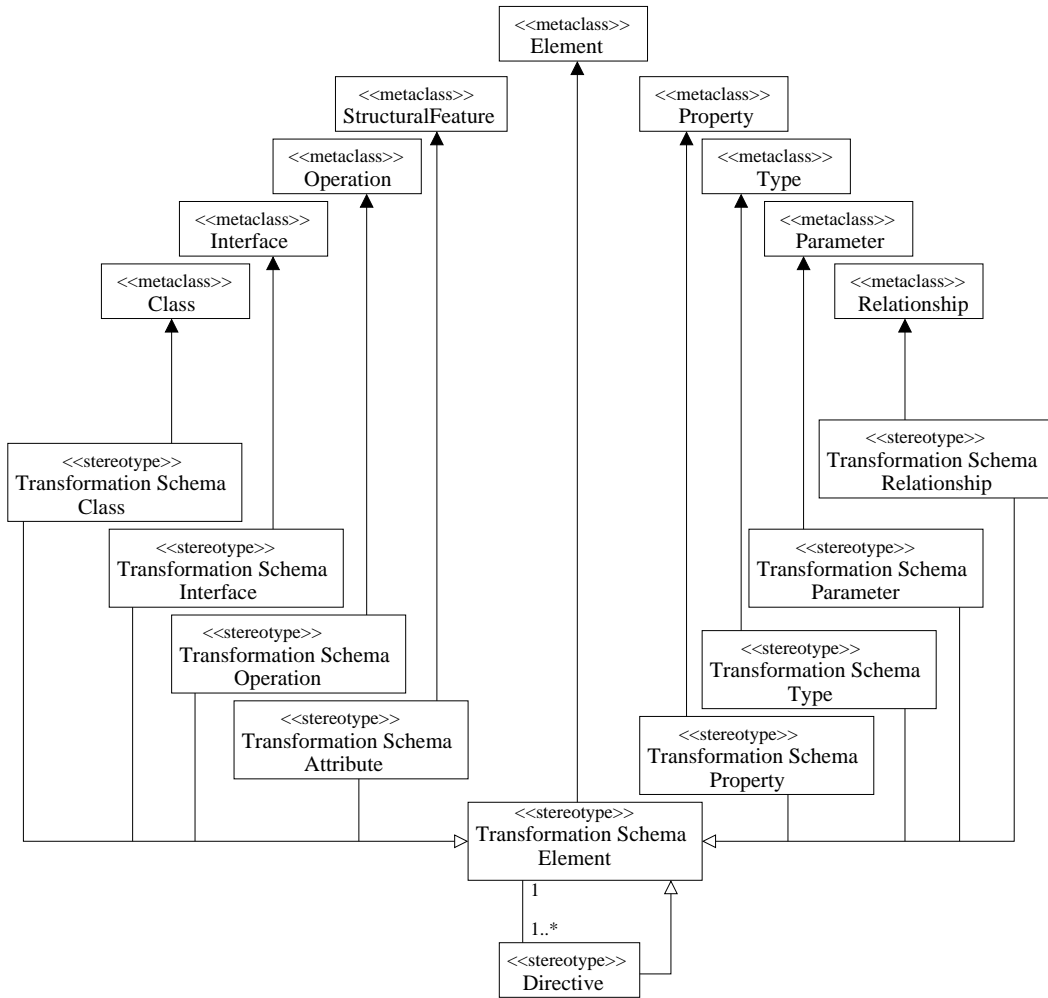 <<metaclass>>
Element
<<metaclass>>
StructuralFeature
<<metaclass>>
Property
<<metaclass>>
Operation
<<metaclass>>
Type
<<metaclass>>
Interface
<<metaclass>>
Parameter
<<metaclass>>
Class
<<metaclass>>
Relationship
<<stereotype>>
Transformation Schema
Class
<<stereotype>>
Transformation Schema
Relationship
<<stereotype>>
Transformation Schema
Interface
<<stereotype>>
Transformation Schema
Parameter
<<stereotype>>
Transformation Schema
Operation
<<stereotype>>
Transformation Schema
Type
<<stereotype>>
Transformation Schema
Attribute
<<stereotype>>
Transformation Schema
Property
<<stereotype>>
Transformation Schema
Element
1
1..*
<<stereotype>>
Directive